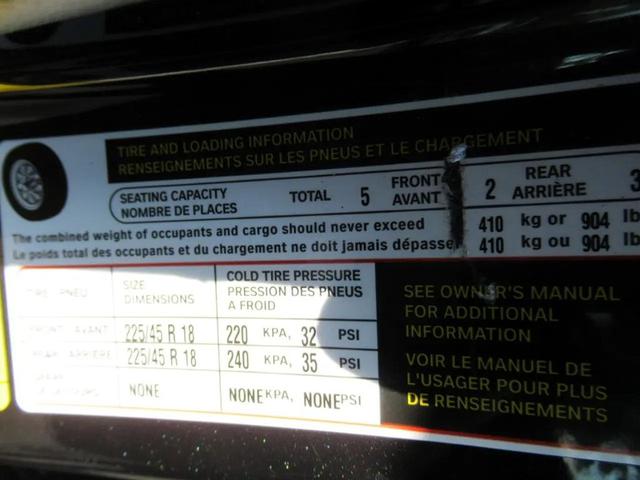 TIRE AND LOADING INFORMATION
RENSEIGNEMENTS SUR LES PNEUS ET LE CHARGEMENT
SEATING CAPACITY
NOMBRE DE PLACES
TOTAL 5
FRONT
AVANT
2
REAR
ARRIÈRE
3
The combined weight of occupants and cargo should never exceed 410 kg or 904 lb
Le poids total des occupants et du chargement ne doit jamais dépasse 410 kg ou 904 lb
TIRE PNEU
SIZE
DIMENSIONS
COLD TIRE PRESSURE
PRESSION DES PNEUS
A FROID
FRONT AVANT 225/45 R 18 220 KPA, 32 PSI
REAR ARRIÈRE 225/45 R 18 240 KPA, 35 PSI
NONE NONE KPA, NONE PSI
SEE OWNER'S MANUAL
FOR ADDITIONAL
INFORMATION
VOIR LE MANUEL DE
L'USAGER POUR PLUS
DE RENSEIGNEMENTS